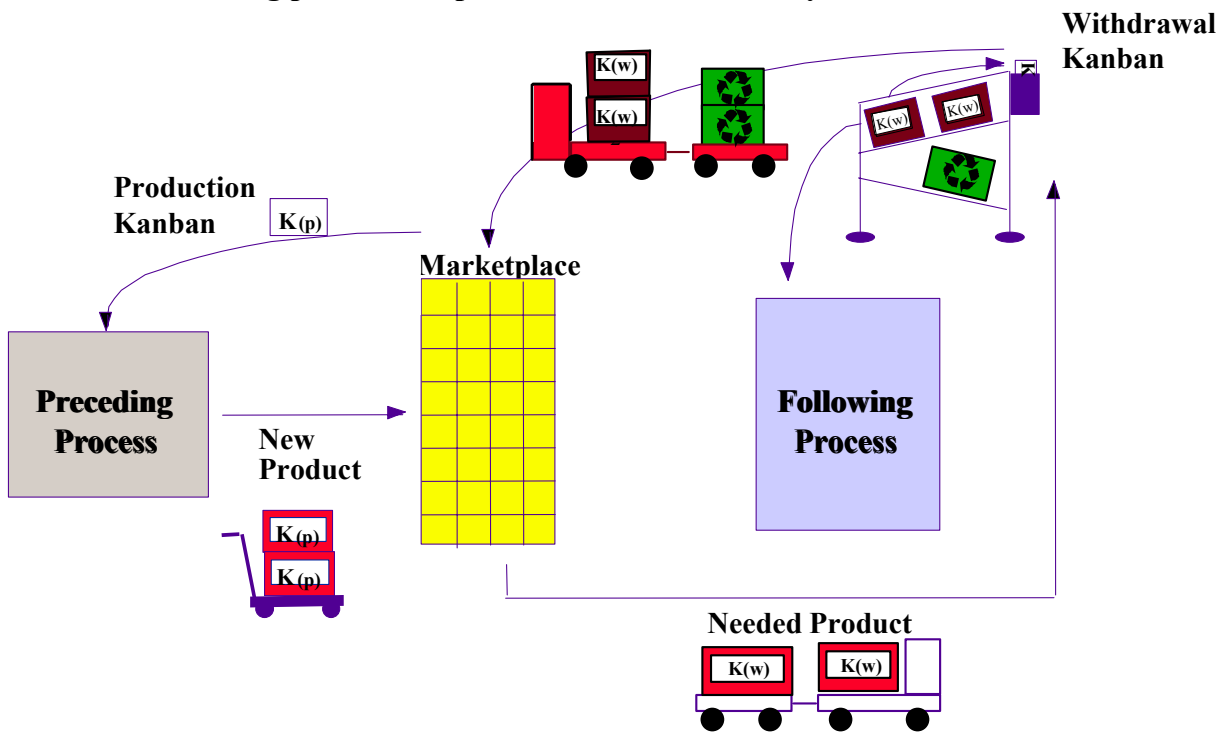 Withdrawal
Kanban
K
K(w)
K(w)
K(w)
K(w)
Production
Kanban
K(p)
Marketplace
Preceding
Process
New
Product
Following
Process
K(p)
K(p)
Needed Product
K(w)
K(w)